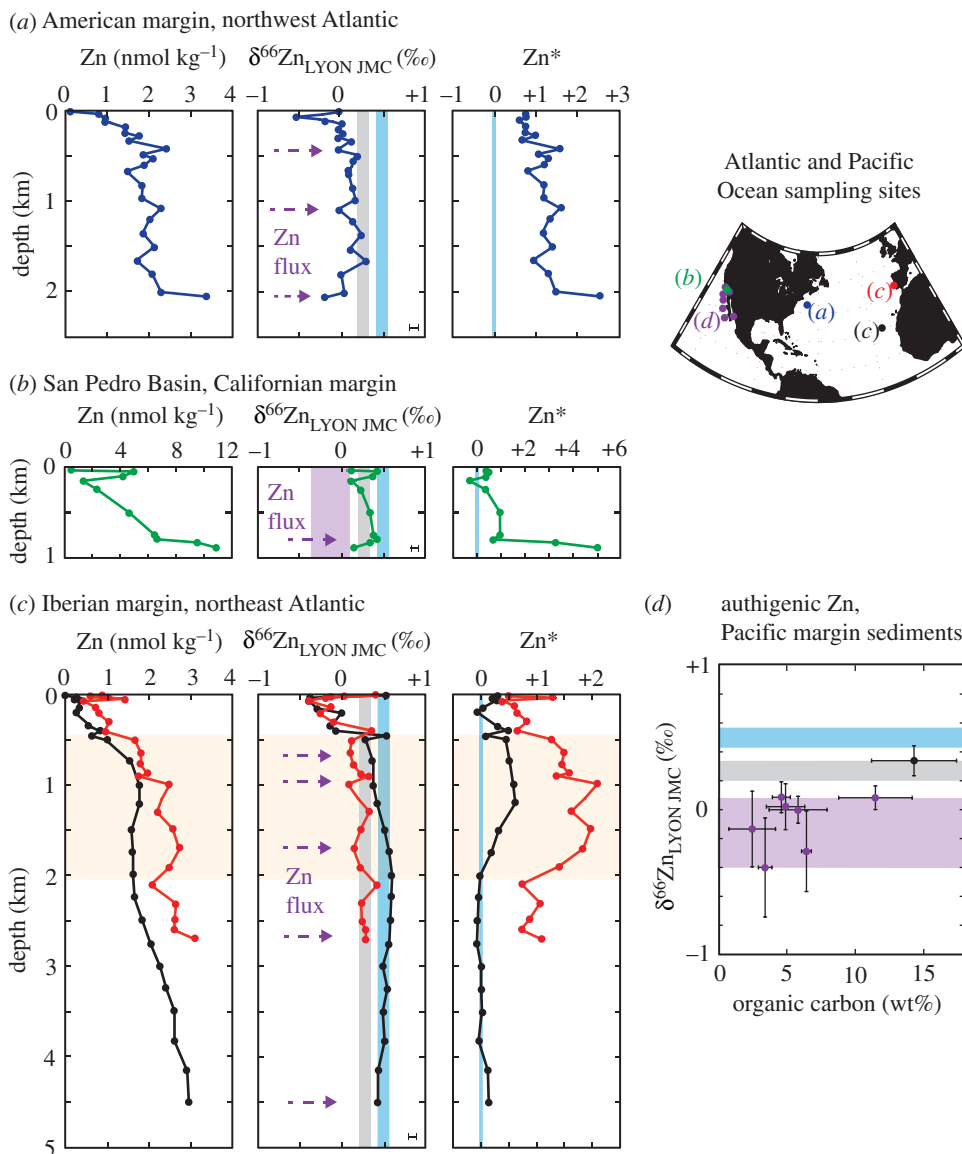 (a) American margin, northwest Atlantic
Zn (nmol kg⁻¹)
δ⁶⁶Zn_LYON JMC (‰)
Zn*
0 1 2 3 4
−1 0 +1
−1 0 +1 +2 +3
0
1
2
depth (km)
Zn
flux
Atlantic and Pacific
Ocean sampling sites
(b)
(d)
(a)
(c)
(c)
(b) San Pedro Basin, Californian margin
Zn (nmol kg⁻¹)
δ⁶⁶Zn_LYON JMC (‰)
Zn*
0 4 8 12
−1 0 +1
0 +2 +4 +6
0
1
depth (km)
Zn
flux
(c) Iberian margin, northeast Atlantic
Zn (nmol kg⁻¹)
δ⁶⁶Zn_LYON JMC (‰)
Zn*
0 1 2 3 4
−1 0 +1
0 +1 +2
0
1
2
3
4
5
depth (km)
Zn
flux
(d) authigenic Zn,
Pacific margin sediments
+1
0
−1
δ⁶⁶Zn_LYON JMC (‰)
0 5 10 15
organic carbon (wt%)